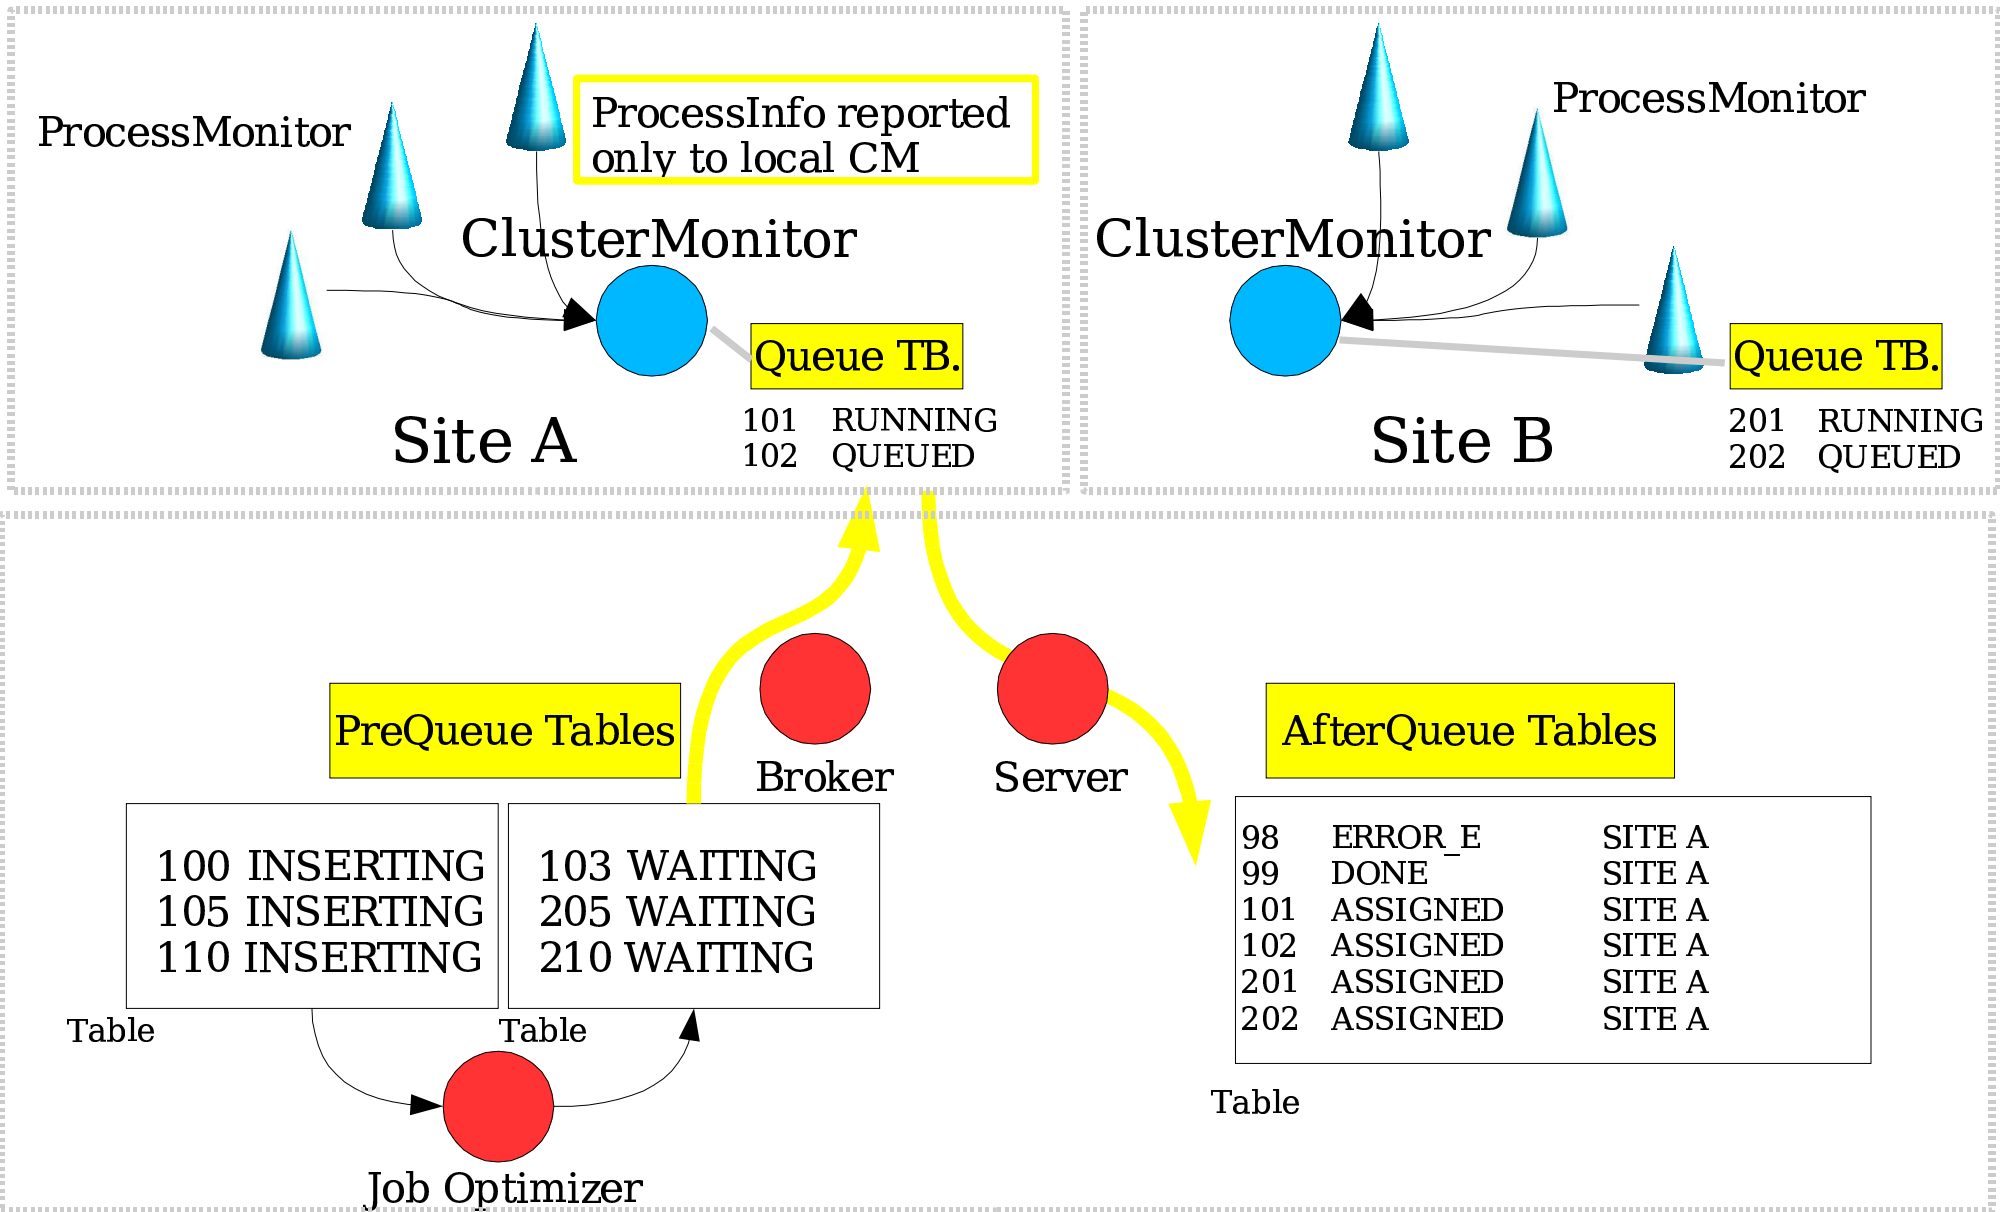 ProcessMonitor
ProcessInfo reported
only to local CM
ClusterMonitor
Queue TB.
101 RUNNING
102 QUEUED
Site A
ProcessMonitor
ClusterMonitor
Queue TB.
201 RUNNING
202 QUEUED
Site B
PreQueue Tables
Broker
Server
AfterQueue Tables
100 INSERTING
105 INSERTING
110 INSERTING
Table
103 WAITING
205 WAITING
210 WAITING
Table
Job Optimizer
98 ERROR_E SITE A
99 DONE SITE A
101 ASSIGNED SITE A
102 ASSIGNED SITE A
201 ASSIGNED SITE A
202 ASSIGNED SITE A
Table